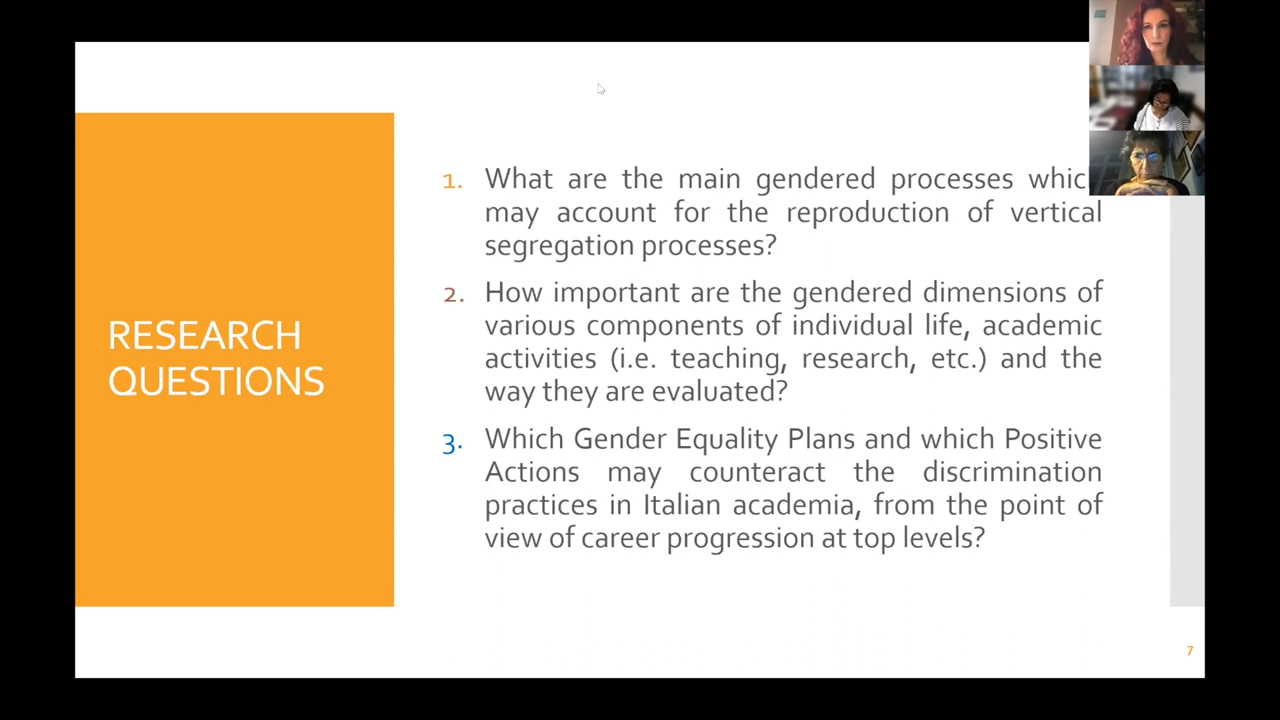 RESEARCH
QUESTIONS
1. What are the main gendered processes whic
may account for the reproduction of vertical
segregation processes?
2. How important are the gendered dimensions of
various components of individual life, academic
activities (i.e. teaching, research, etc.) and the
way they are evaluated?
3. Which Gender Equality Plans and which Positive
Actions may counteract the discrimination
practices in Italian academia, from the point of
view of career progression at top levels?
7